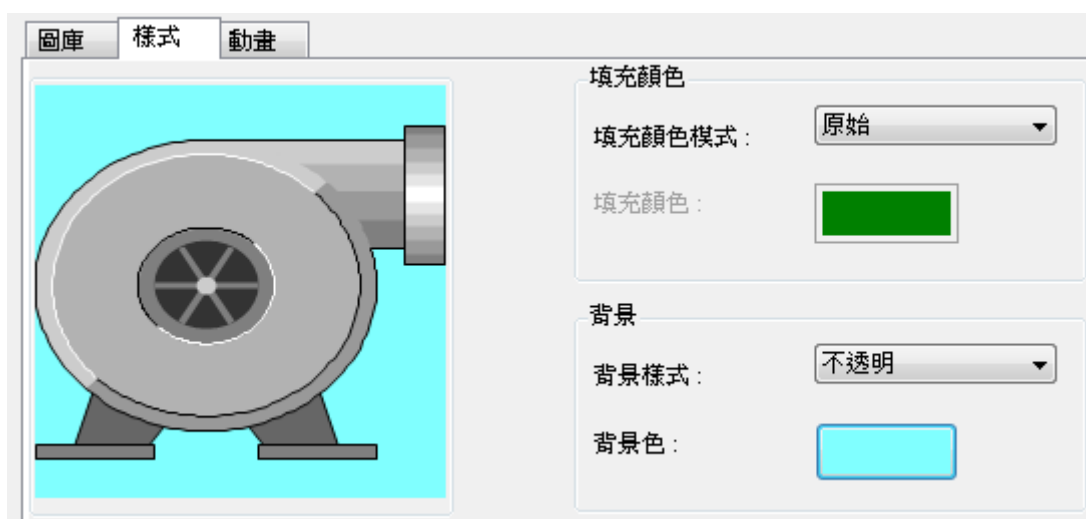 圖庫 樣式 動畫
填充顏色
填充顏色模式 : 原始
填充顏色 :
背景
背景樣式 : 不透明
背景色 :